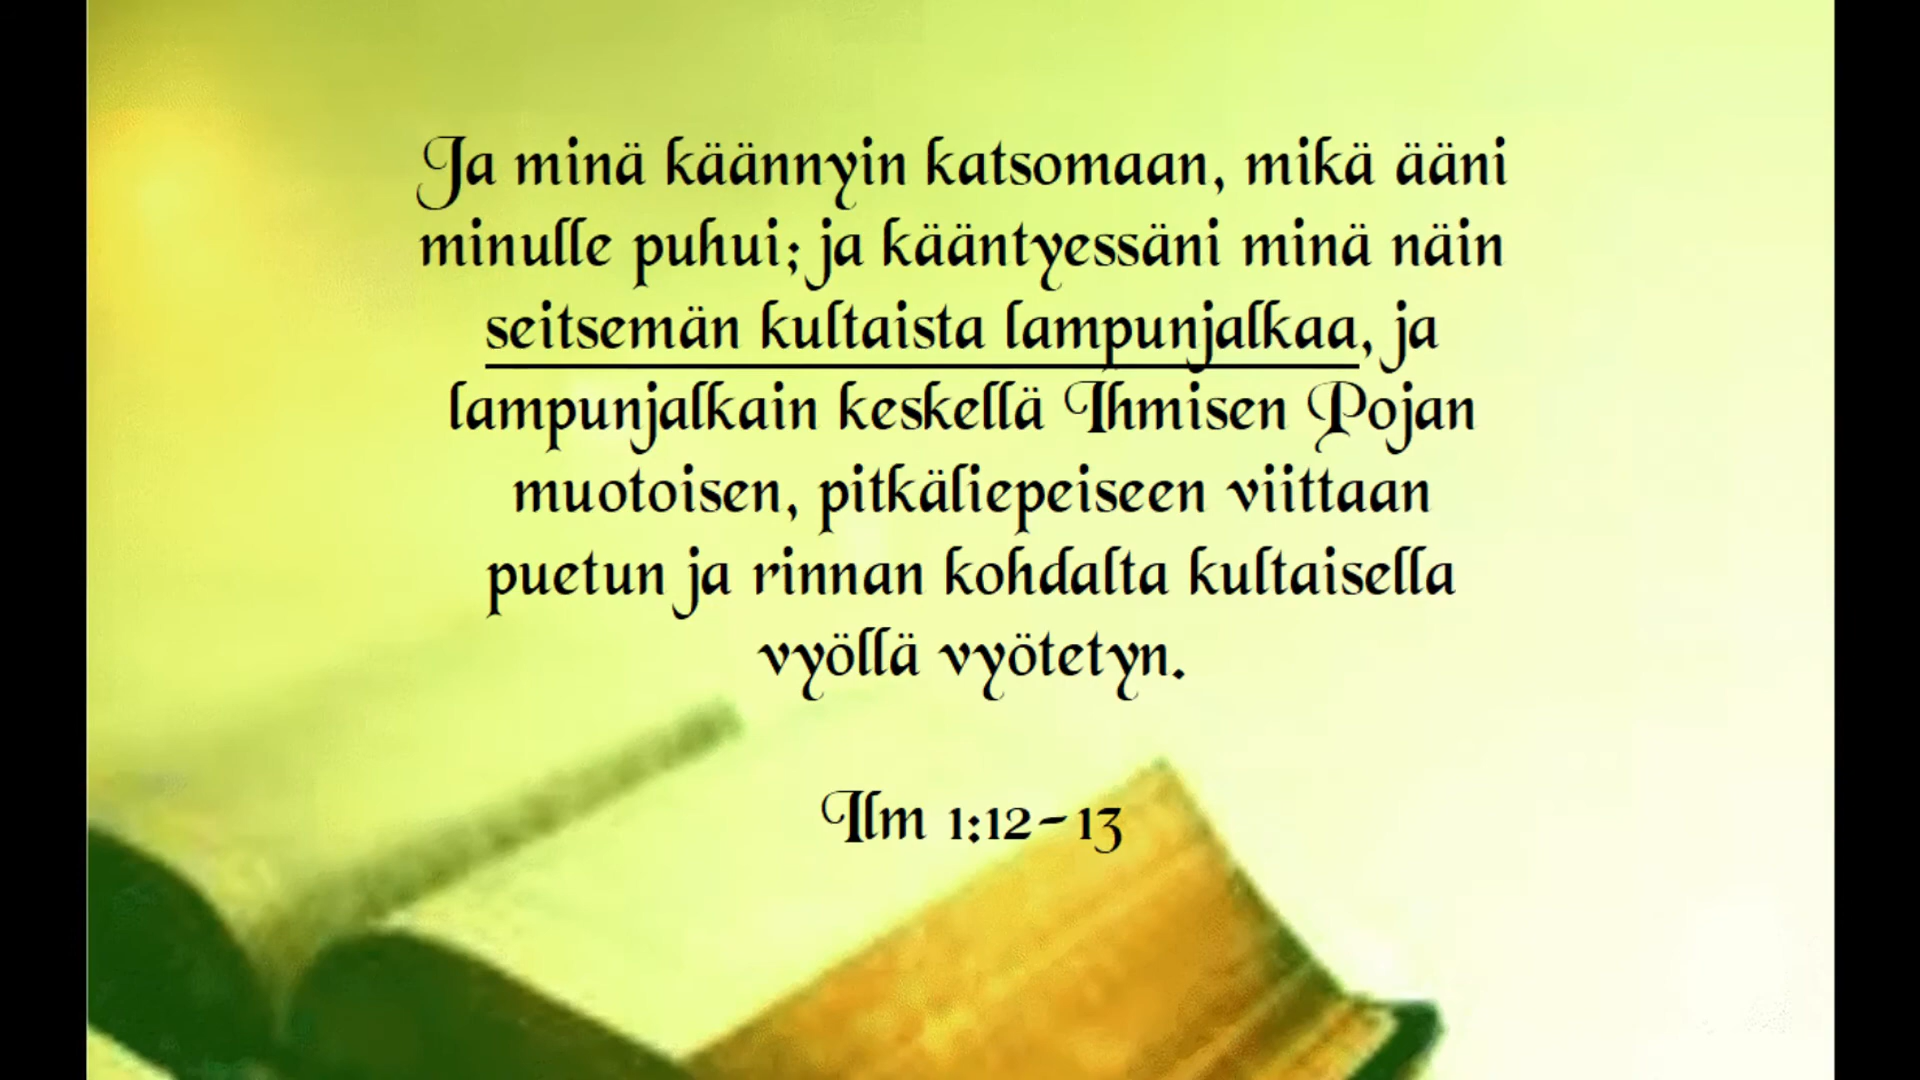 Ja minä käännyin katsomaan, mikä ääni
minulle puhui; ja kääntyessäni minä näin
seitsemän kultaista lampunjalkaa, ja
lampunjalkain keskellä Ihmisen Pojan
muotoisen, pitkäliepeiseen viittaan
puetun ja rinnan kohdalta kultaisella
vyöllä vyötetyn.
Ilm 1:12-13